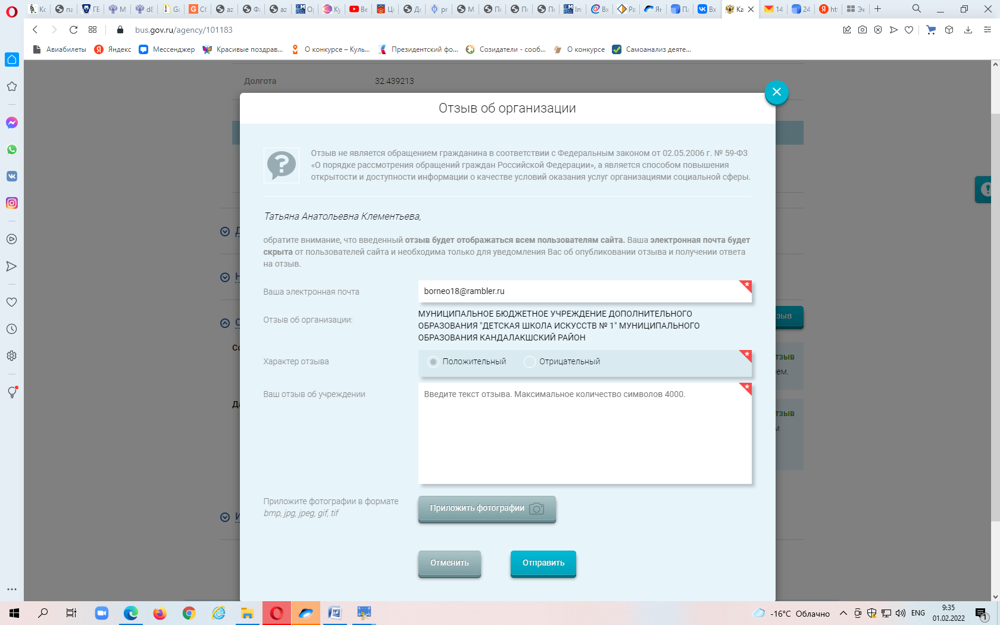 bus.gov.ru/agency/101183
Авиабилеты
Яндекс
Мессенджер
Красивые поздрав...
О конкурсе – Куль...
Президентский фо...
Созидатели - сооб...
О конкурсе
Самоанализ деяте...
Долгота
32.439213
Отзыв об организации
Отзыв не является обращением гражданина в соответствии с Федеральным законом от 02.05.2006 г. № 59-ФЗ
«О порядке рассмотрения обращений граждан Российской Федерации», а является способом повышения
открытости и доступности информации о качестве условий оказания услуг организациями социальной сферы.
Татьяна Анатольевна Клементьева,
обратите внимание, что введенный отзыв будет отображаться всем пользователям сайта. Ваша электронная почта будет
скрыта от пользователей сайта и необходима только для уведомления Вас об опубликовании отзыва и получении ответа
на отзыв.
Ваша электронная почта
borneo18@rambler.ru
Отзыв об организации:
МУНИЦИПАЛЬНОЕ БЮДЖЕТНОЕ УЧРЕЖДЕНИЕ ДОПОЛНИТЕЛЬНОГО
ОБРАЗОВАНИЯ "ДЕТСКАЯ ШКОЛА ИСКУССТВ № 1" МУНИЦИПАЛЬНОГО
ОБРАЗОВАНИЯ КАНДАЛАКШСКИЙ РАЙОН
Характер отзыва
Положительный
Отрицательный
Ваш отзыв об учреждении
Введите текст отзыва. Максимальное количество символов 4000.
Приложите фотографии в формате
bmp, jpg, jpeg, gif, tif
Приложить фотографии
Отменить
Отправить
-16°C Облачно
ENG
9:35
01.02.2022